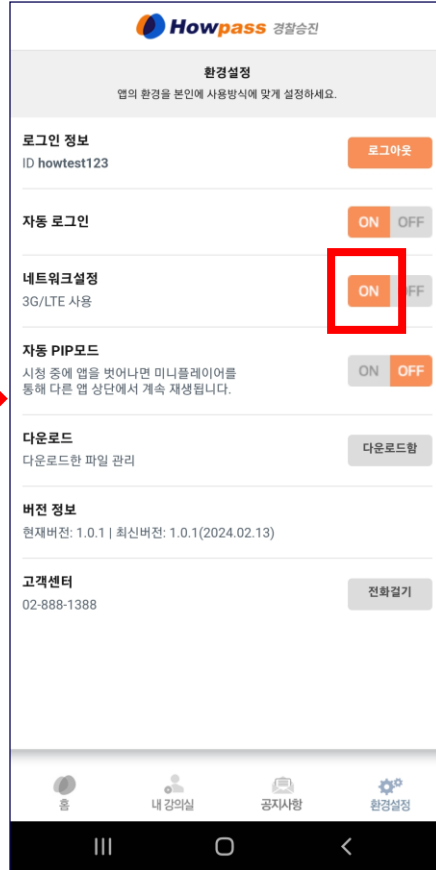 Howpass 경찰승진
환경설정
앱의 환경을 본인에 사용방식에 맞게 설정하세요.
로그인 정보
ID howtest123
로그아웃
자동 로그인
ON OFF
네트워크설정
3G/LTE 사용
ON OFF
자동 PIP모드
시청 중에 앱을 벗어나면 미니플레이어를
통해 다른 앱 상단에서 계속 재생됩니다.
ON OFF
다운로드
다운로드한 파일 관리
다운로드함
버전 정보
현재버전: 1.0.1 | 최신버전: 1.0.1(2024.02.13)
고객센터
02-888-1388
전화걸기
홈 내 강의실 공지사항 환경설정